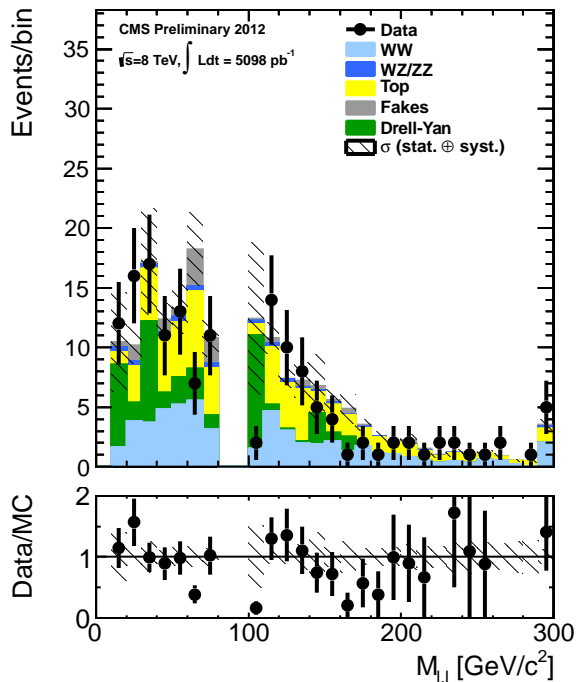 CMS Preliminary 2012
√s=8 TeV, ∫ Ldt = 5098 pb⁻¹
Data
WW
WZ/ZZ
Top
Fakes
Drell-Yan
σ (stat. ⊕ syst.)
Events/bin
35
30
25
20
15
10
5
0
Data/MC
2
1
0
0
100
200
300
M_{l,l} [GeV/c²]